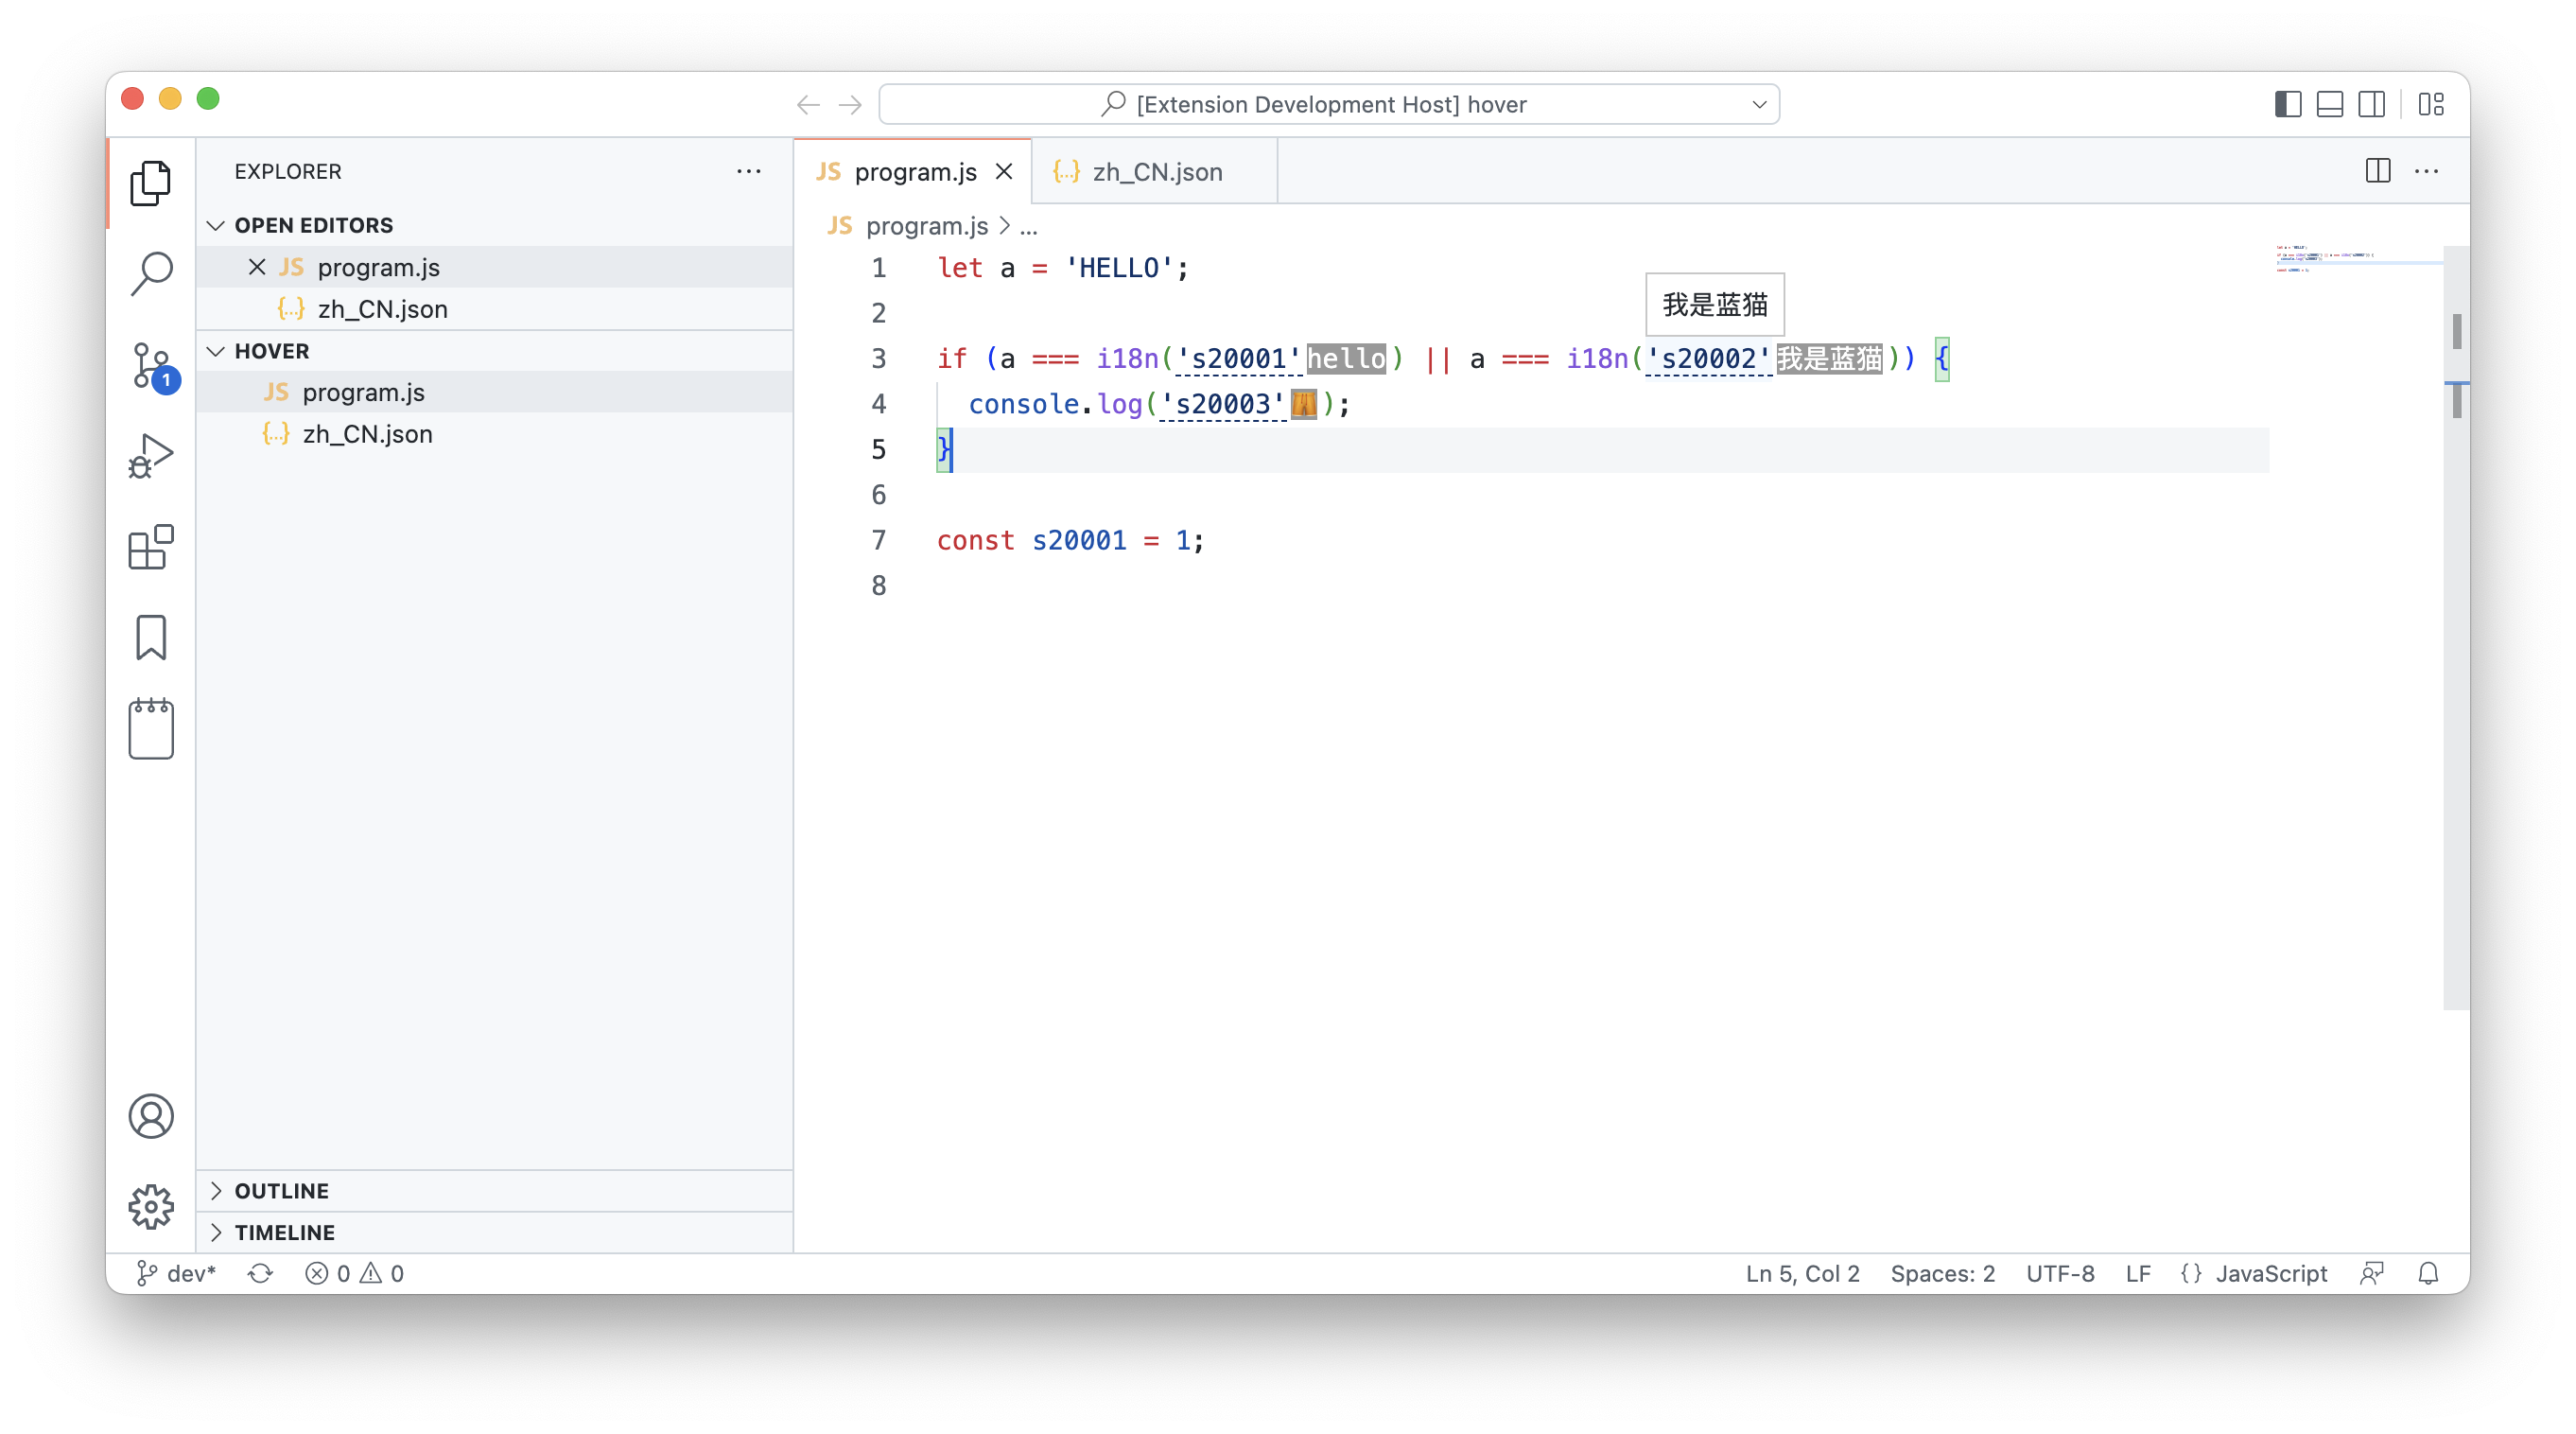 [Extension Development Host] hover
EXPLORER
OPEN EDITORS
JS program.js
{..} zh_CN.json
HOVER
JS program.js
{..} zh_CN.json
OUTLINE
TIMELINE
JS program.js
{..} zh_CN.json
JS program.js > ...
1 let a = 'HELLO';
我是蓝猫
2
3 if (a === i18n('s20001'hello) || a === i18n('s20002'我是蓝猫)) {
4 console.log('s20003'🩳);
5 }
6
7 const s20001 = 1;
8
1
dev* 0 0
Ln 5, Col 2 Spaces: 2 UTF-8 LF {} JavaScript